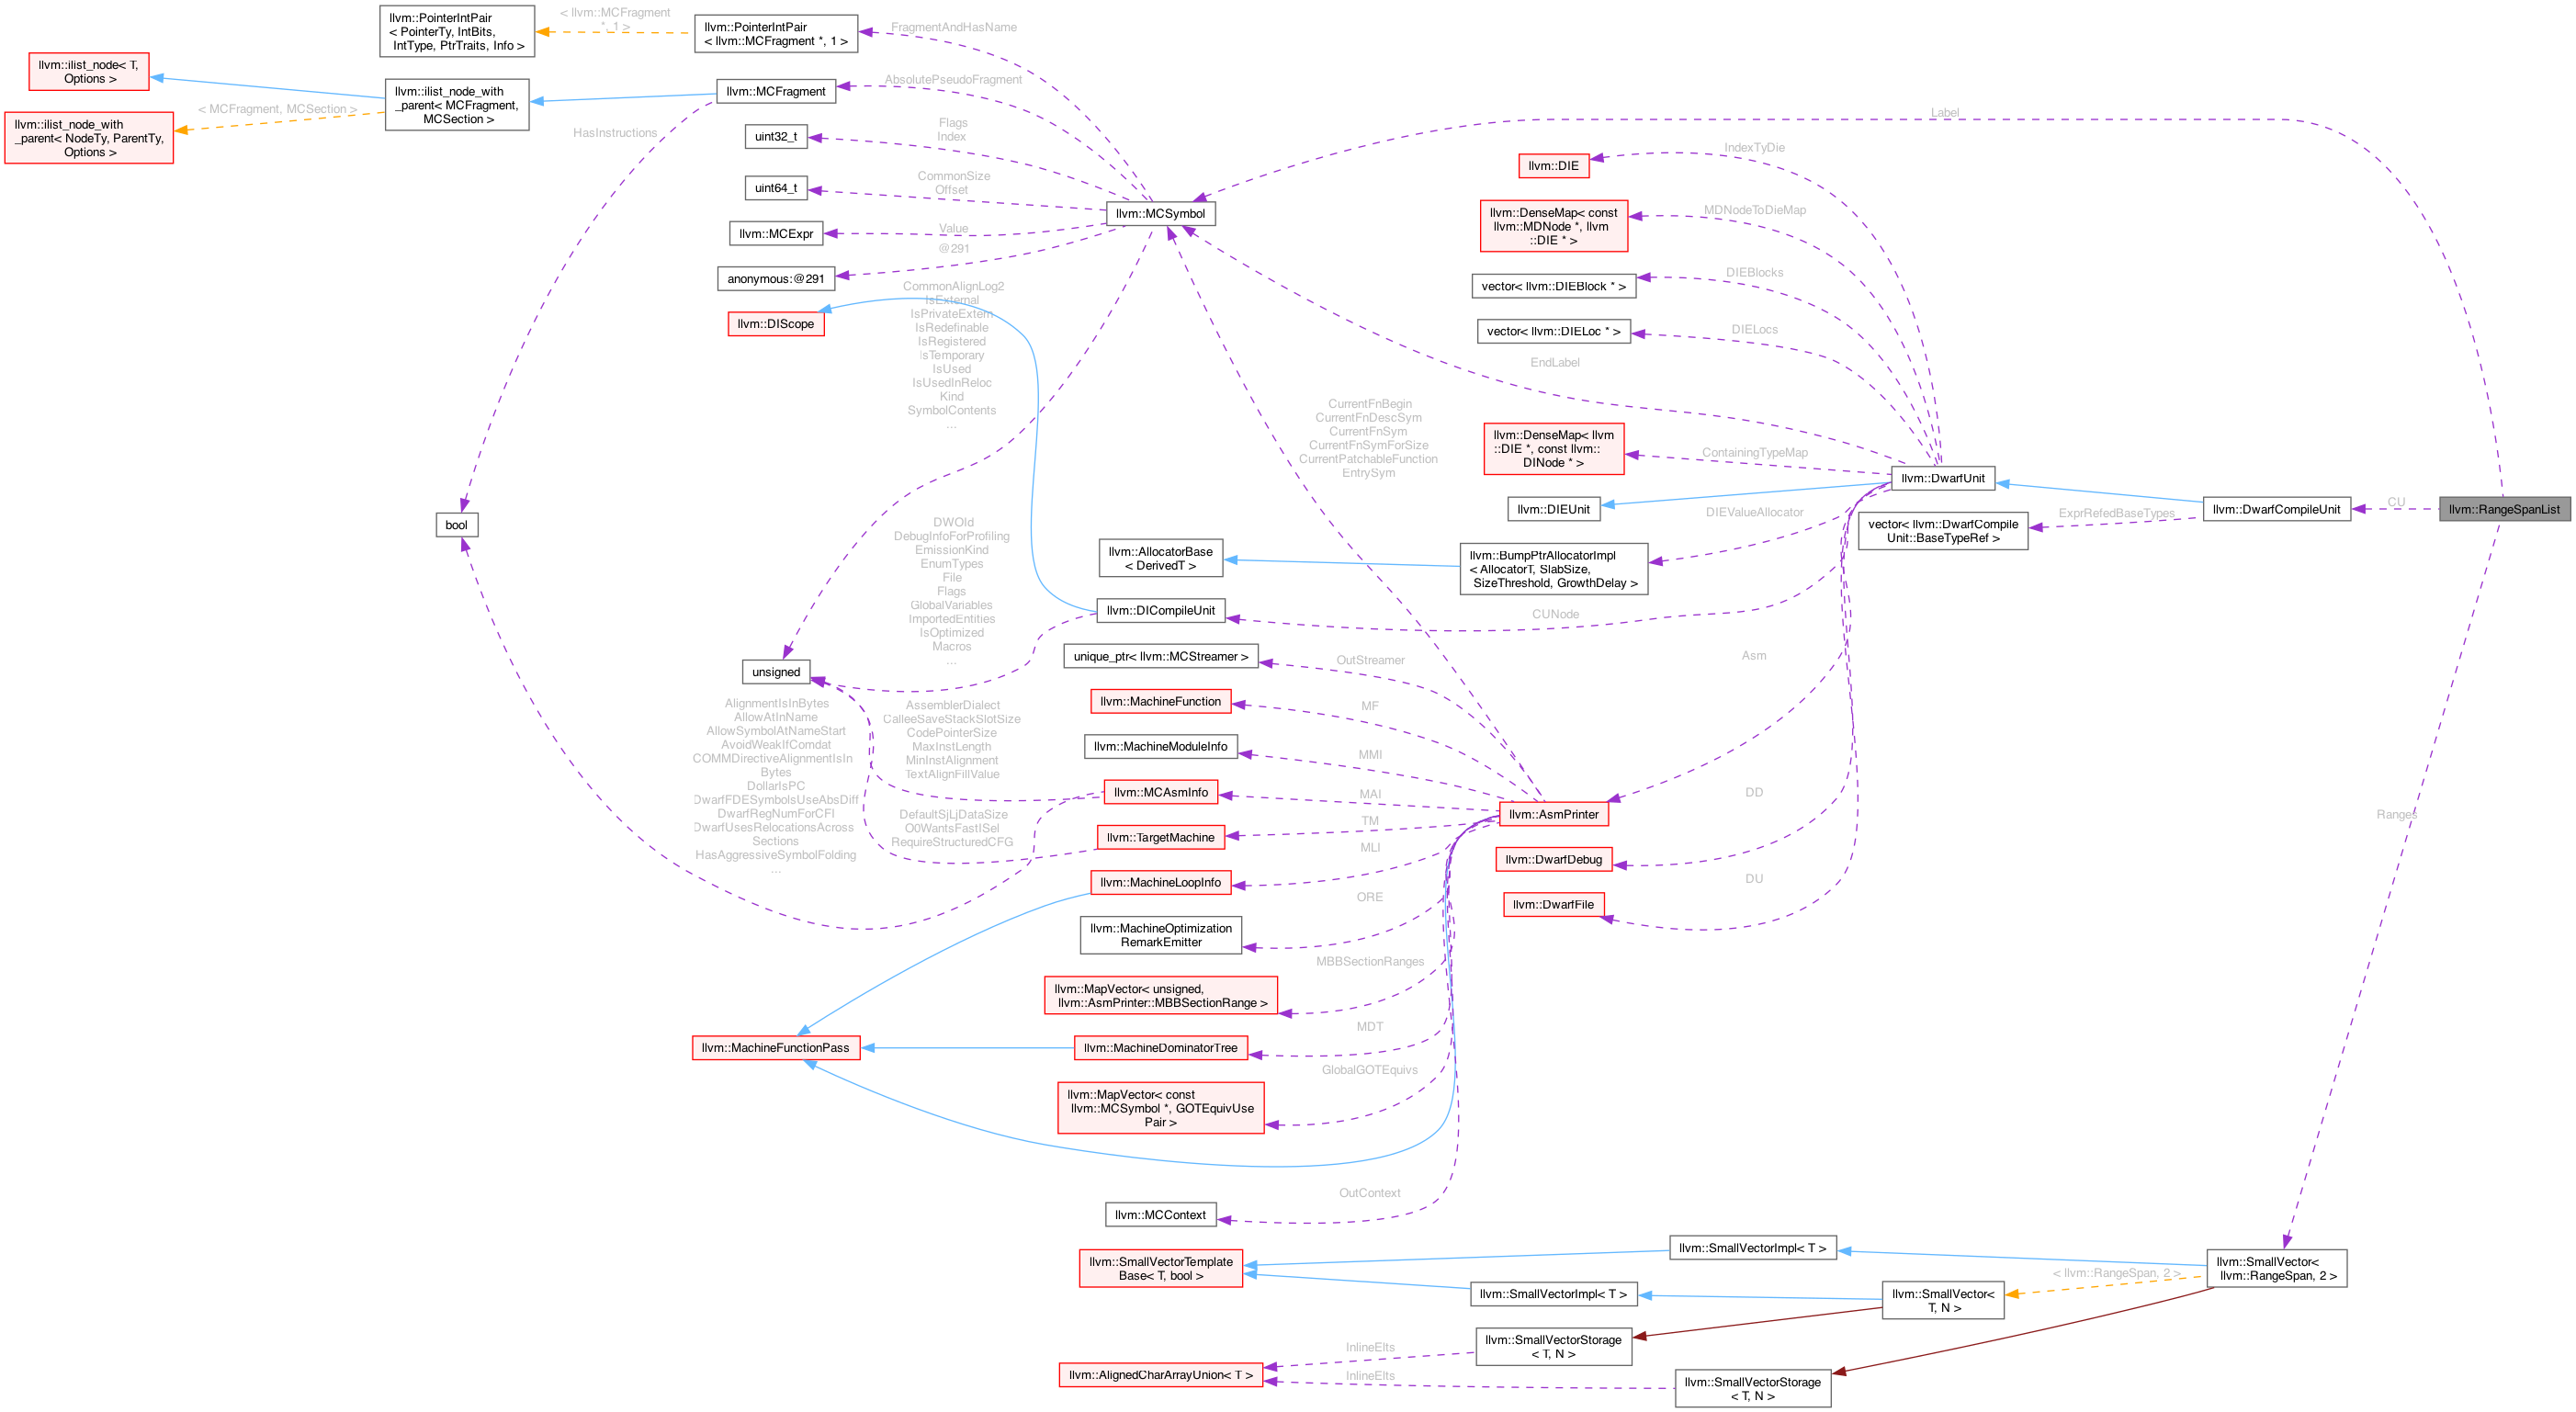 llvm::PointerIntPair
< PointerTy, IntBits,
IntType, PtrTraits, Info >
< llvm::MCFragment
*, 1 >
llvm::PointerIntPair
< llvm::MCFragment *, 1 >
FragmentAndHasName
llvm::ilist_node< T,
Options >
llvm::ilist_node_with
_parent< MCFragment,
MCSection >
llvm::MCFragment
AbsolutePseudoFragment
< MCFragment, MCSection >
llvm::ilist_node_with
_parent< NodeTy, ParentTy,
Options >
HasInstructions
uint32_t
Flags
Index
uint64_t
CommonSize
Offset
llvm::MCSymbol
llvm::MCExpr
Value
@291
anonymous:@291
llvm::DIScope
CommonAlignLog2
IsExternal
IsPrivateExtern
IsRedefinable
IsRegistered
IsTemporary
IsUsed
IsUsedInReloc
Kind
SymbolContents
...
Label
llvm::DIE
IndexTyDie
llvm::DenseMap< const
llvm::MDNode *, llvm
::DIE * >
MDNodeToDieMap
vector< llvm::DIEBlock * >
DIEBlocks
vector< llvm::DIELoc * >
DIELocs
EndLabel
CurrentFnBegin
CurrentFnDescSym
CurrentFnSym
CurrentFnSymForSize
CurrentPatchableFunction
EntrySym
llvm::DenseMap< llvm
::DIE *, const llvm::
DINode * >
ContainingTypeMap
llvm::DwarfUnit
llvm::DIEUnit
DIEValueAllocator
vector< llvm::DwarfCompile
Unit::BaseTypeRef >
ExprRefedBaseTypes
llvm::DwarfCompileUnit
CU
llvm::RangeSpanList
bool
llvm::AllocatorBase
< DerivedT >
llvm::BumpPtrAllocatorImpl
< AllocatorT, SlabSize,
SizeThreshold, GrowthDelay >
DWOId
DebugInfoForProfiling
EmissionKind
EnumTypes
File
Flags
GlobalVariables
ImportedEntities
IsOptimized
Macros
...
llvm::DICompileUnit
CUNode
unsigned
unique_ptr< llvm::MCStreamer >
OutStreamer
Asm
llvm::MachineFunction
MF
llvm::MachineModuleInfo
MMI
AlignmentIsInBytes
AllowAtInName
AllowSymbolAtNameStart
AvoidWeakIfComdat
COMMDirectiveAlignmentIsIn
Bytes
DollarIsPC
DwarfFDESymbolsUseAbsDiff
DwarfRegNumForCFI
DwarfUsesRelocationsAcross
Sections
HasAggressiveSymbolFolding
...
AssemblerDialect
CalleeSaveStackSlotSize
CodePointerSize
MaxInstLength
MinInstAlignment
TextAlignFillValue
llvm::MCAsmInfo
MAI
DefaultSjLjDataSize
O0WantsFastISel
RequireStructuredCFG
llvm::TargetMachine
TM
llvm::AsmPrinter
DD
llvm::DwarfDebug
DU
llvm::DwarfFile
Ranges
llvm::MachineLoopInfo
MLI
llvm::MachineOptimization
RemarkEmitter
ORE
llvm::MapVector< unsigned,
llvm::AsmPrinter::MBBSectionRange >
MBBSectionRanges
llvm::MachineFunctionPass
llvm::MachineDominatorTree
MDT
llvm::MapVector< const
llvm::MCSymbol *, GOTEquivUse
Pair >
GlobalGOTEquivs
llvm::MCContext
OutContext
llvm::SmallVectorTemplate
Base< T, bool >
llvm::SmallVectorImpl< T >
llvm::SmallVector<
llvm::RangeSpan, 2 >
< llvm::RangeSpan, 2 >
llvm::SmallVectorImpl< T >
llvm::SmallVector<
T, N >
llvm::SmallVectorStorage
< T, N >
InlineElts
llvm::AlignedCharArrayUnion< T >
InlineElts
llvm::SmallVectorStorage
< T, N >